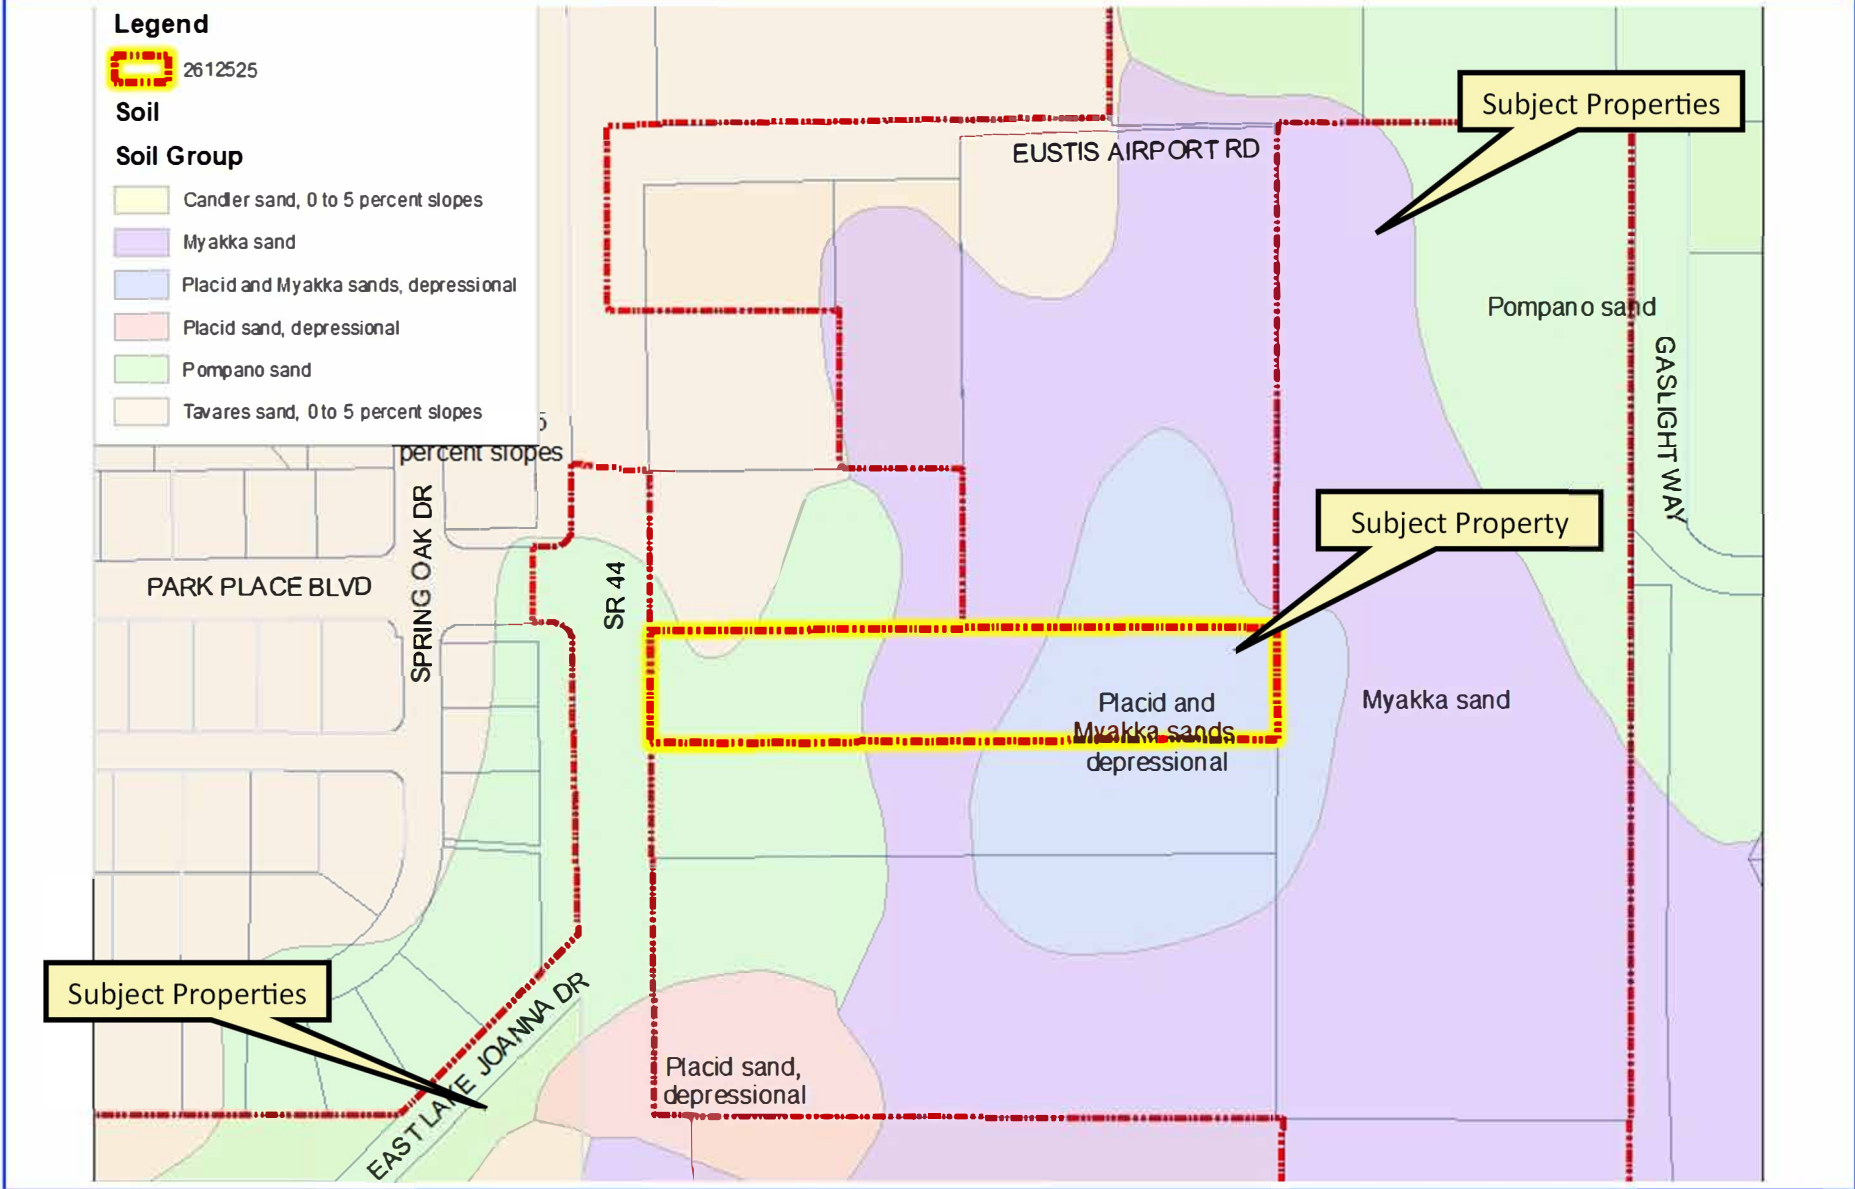 Legend
2612525
Soil
Soil Group
Candler sand, 0 to 5 percent slopes
Myakka sand
Placid and Myakka sands, depressional
Placid sand, depressional
Pompano sand
Tavares sand, 0 to 5 percent slopes
5
percent slopes
EUSTIS AIRPORT RD
Subject Properties
Pompano sand
GASLIGHT WAY
Subject Property
PARK PLACE BLVD
SPRING OAK DR
SR 44
Placid and
Myakka sands
depressional
Myakka sand
Subject Properties
EAST LAKE JOANNA DR
Placid sand,
depressional